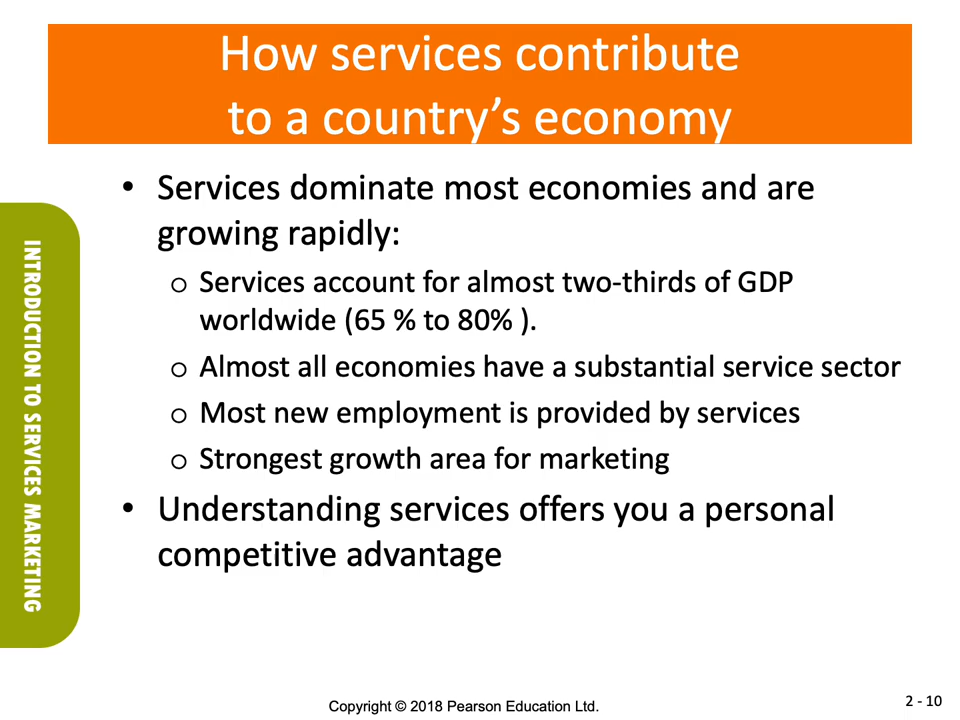 How services contribute
to a country’s economy
• Services dominate most economies and are
growing rapidly:
o Services account for almost two-thirds of GDP
worldwide (65 % to 80% ).
o Almost all economies have a substantial service sector
o Most new employment is provided by services
o Strongest growth area for marketing
• Understanding services offers you a personal
competitive advantage
INTRODUCTION TO SERVICES MARKETING
Copyright © 2018 Pearson Education Ltd.
2 - 10